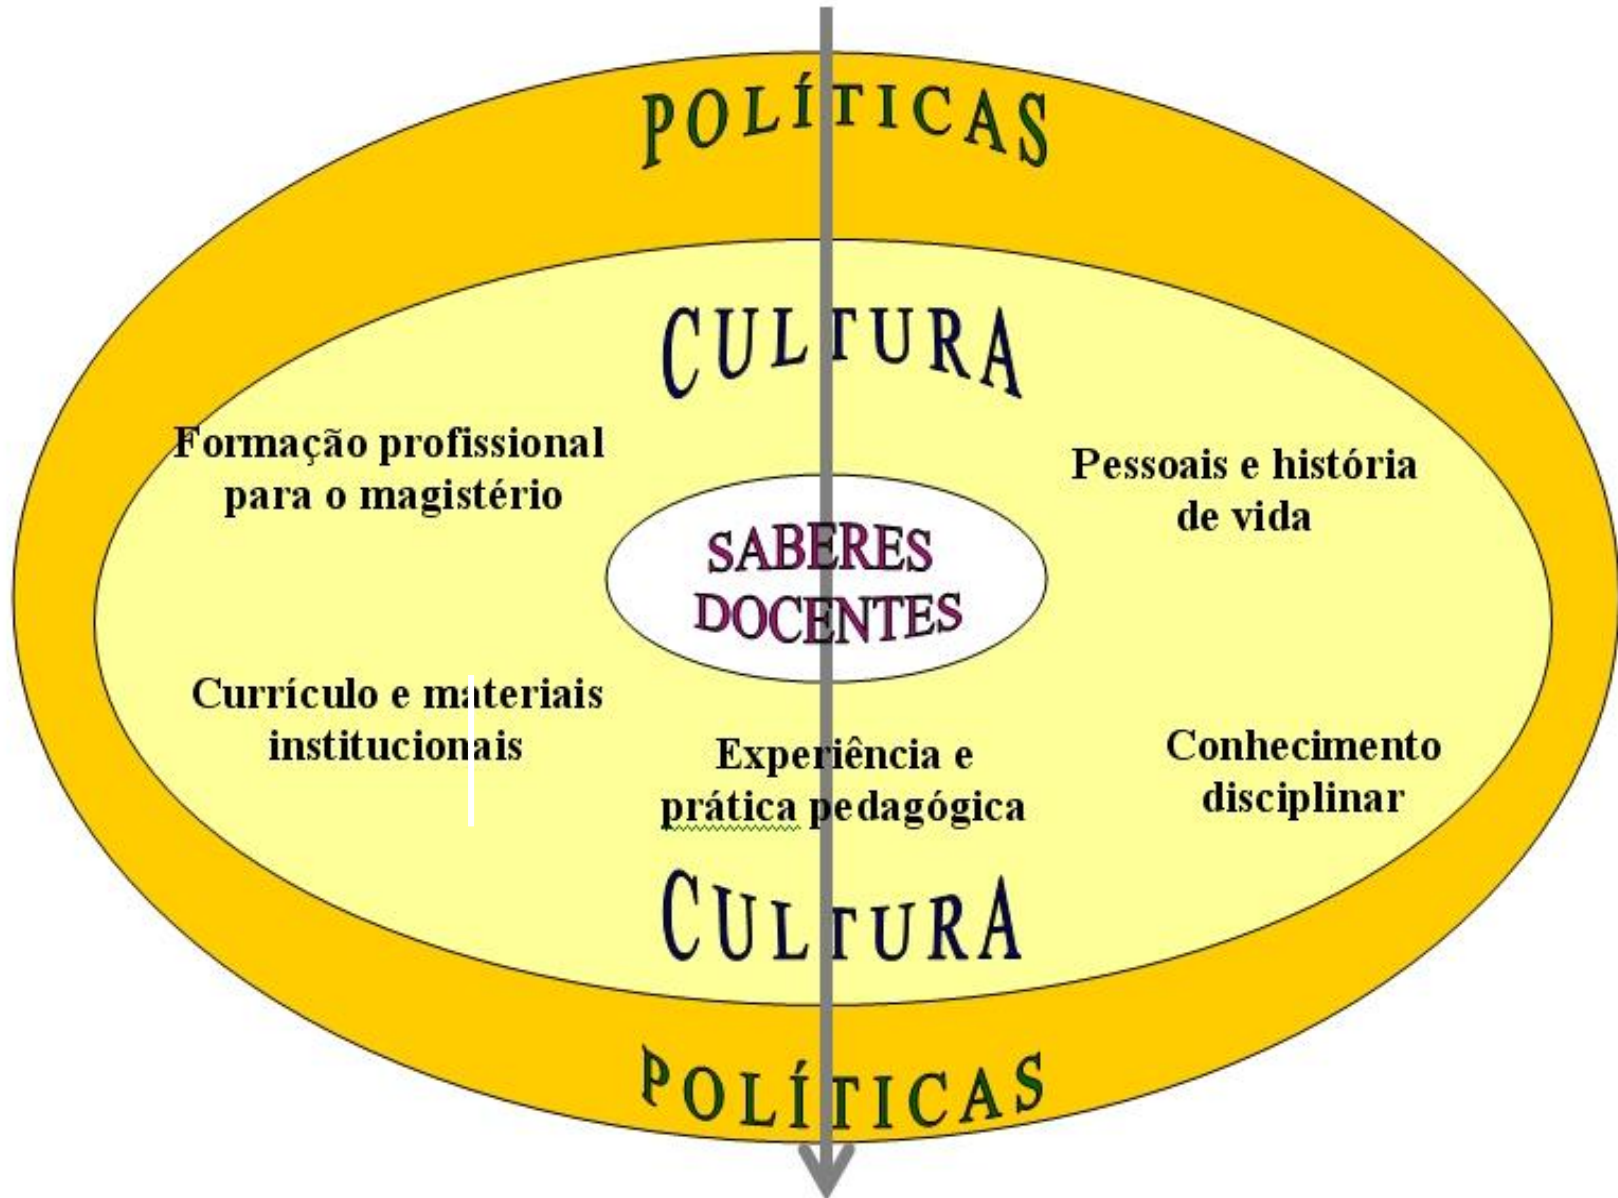 POLÍTICAS
CULTURA
Formação profissional
para o magistério
Pessoais e história
de vida
SABERES
DOCENTES
Currículo e materiais
institucionais
Experiência e
prática pedagógica
Conhecimento
disciplinar
CULTURA
POLÍTICAS